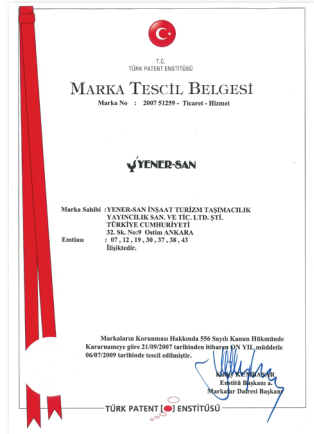 T.C.
TÜRK PATENT ENSTİTÜSÜ
MARKA TESCİL BELGESİ
Marka No : 2007 51259 - Ticaret - Hizmet
YENER-SAN
Marka Sahibi :YENER-SAN İNŞAAT TURİZM TAŞIMACILIK
YAYINCILIK SAN. VE TİC. LTD. ŞTİ.
TÜRKİYE CUMHURİYETİ
32. Sk. No:9 Ostim ANKARA
Emtiası : 07 , 12 , 19 , 30 , 37 , 38 , 43
İlişiktedir.
Markaların Korunması Hakkında 556 Sayılı Kanun Hükmünde
Kararnameye göre 21/09/2007 tarihinden itibaren ON YIL müddetle
06/07/2009 tarihinde tescil edilmiştir.
Enstitü Başkanı a.
Markalar Dairesi Başkanı
TÜRK PATENT ENSTİTÜSÜ